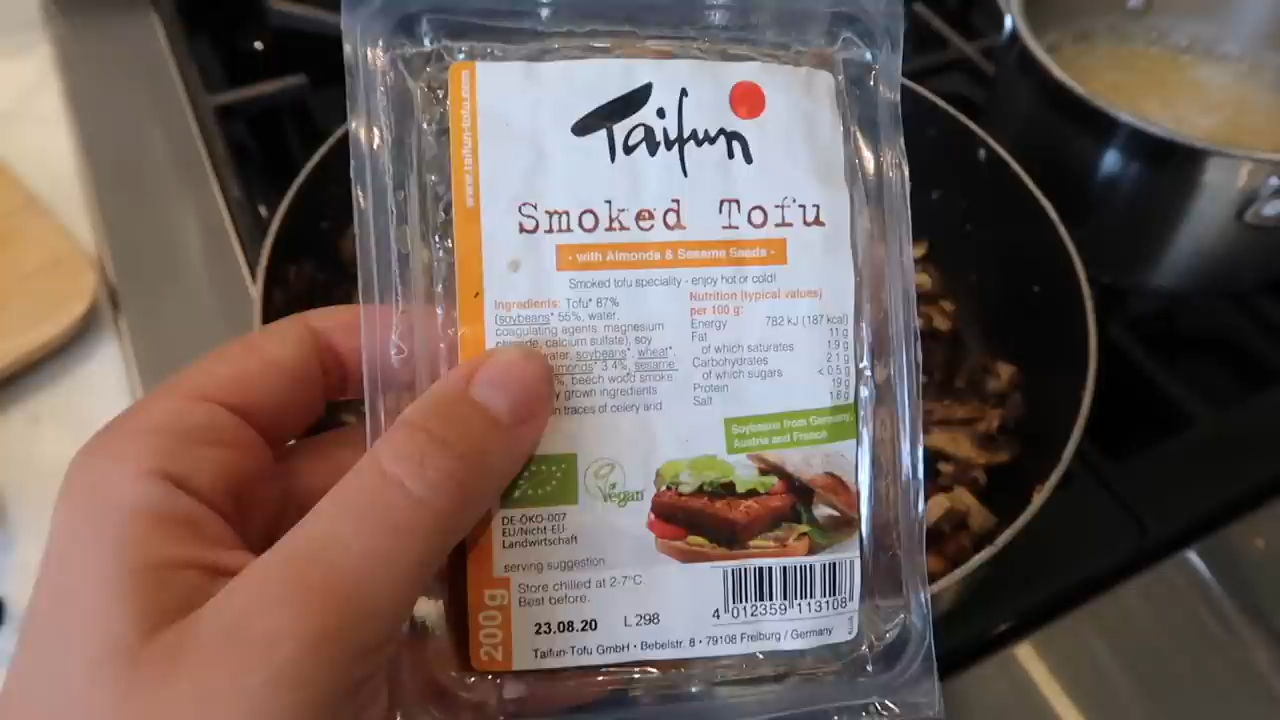 www.taifun-tofu.com
Taifun
Smoked Tofu
- with Almonds & Sesame Seeds -
Smoked tofu speciality - enjoy hot or cold!
Ingredients: Tofu* 87%
(soybeans* 55%, water,
coagulating agents: magnesium
calcium sulfate), soy
water, soybeans*, wheat*,
almonds* 3.4%, sesame
%, beech wood smoke
grown ingredients
traces of celery and
Nutrition (typical values)
per 100 g:
Energy 782 kJ (187 kcal)
Fat 11 g
of which saturates 1.9 g
Carbohydrates 2.1 g
of which sugars < 0.5 g
Protein 19 g
Salt 1.6 g
Soybeans from Germany,
Austria and France
Vegan
DE-ÖKO-007
EU/Nicht-EU-
Landwirtschaft
serving suggestion
200g
Store chilled at 2-7°C.
Best before:
23.08.20 L 298
4 012359 113108
Taifun-Tofu GmbH • Bebelstr. 8 • 79108 Freiburg / Germany